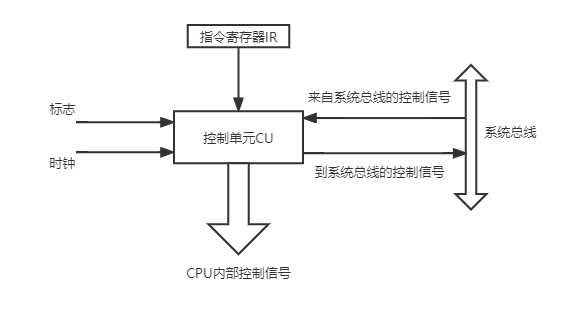 指令寄存器IR
标志
来自系统总线的控制信号
控制单元CU
系统总线
时钟
到系统总线的控制信号
CPU内部控制信号